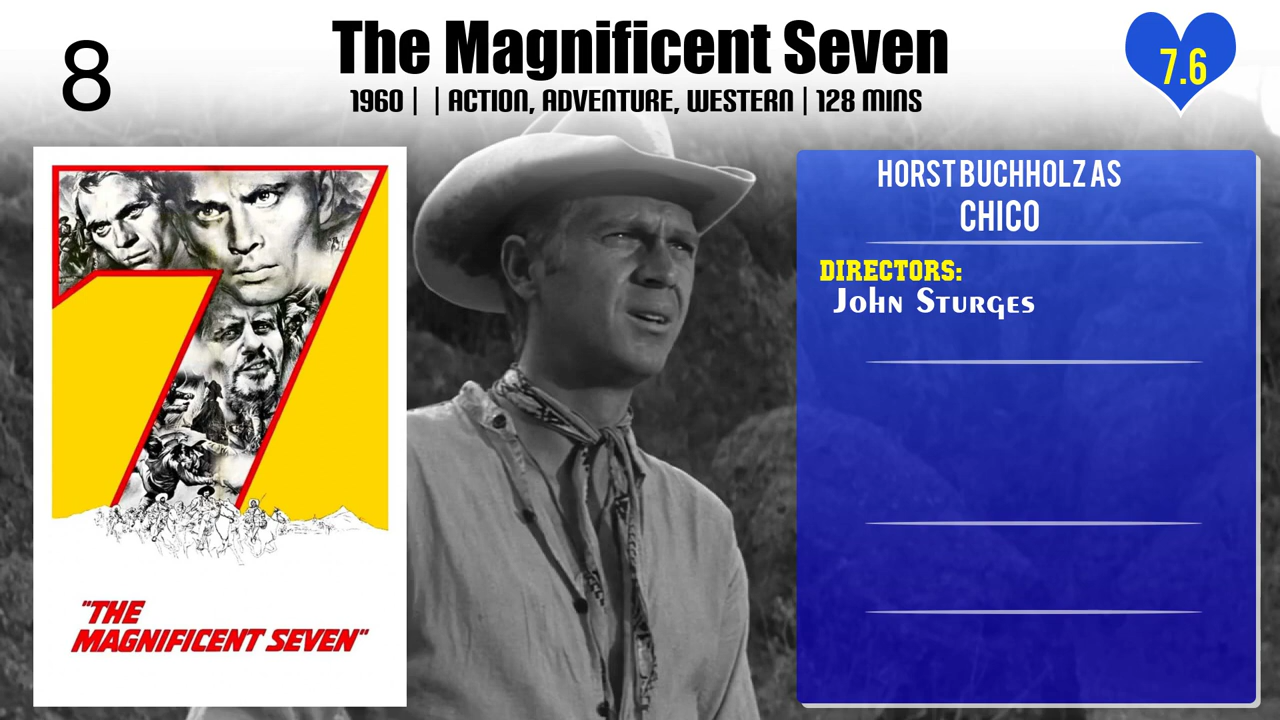 8
The Magnificent Seven
1960 | | ACTION, ADVENTURE, WESTERN | 128 MINS
7.6
HORST BUCHHOLZ AS
CHICO
DIRECTORS:
John Sturges
"THE
MAGNIFICENT SEVEN"